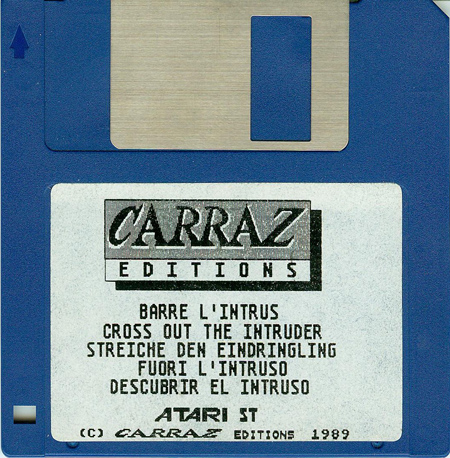 CARRAZ
EDITIONS
BARRE L'INTRUS
CROSS OUT THE INTRUDER
STREICHE DEN EINDRINGLING
FUORI L'INTRUSO
DESCUBRIR EL INTRUSO
ATARI ST
(C) CARRAZ EDITIONS 1989